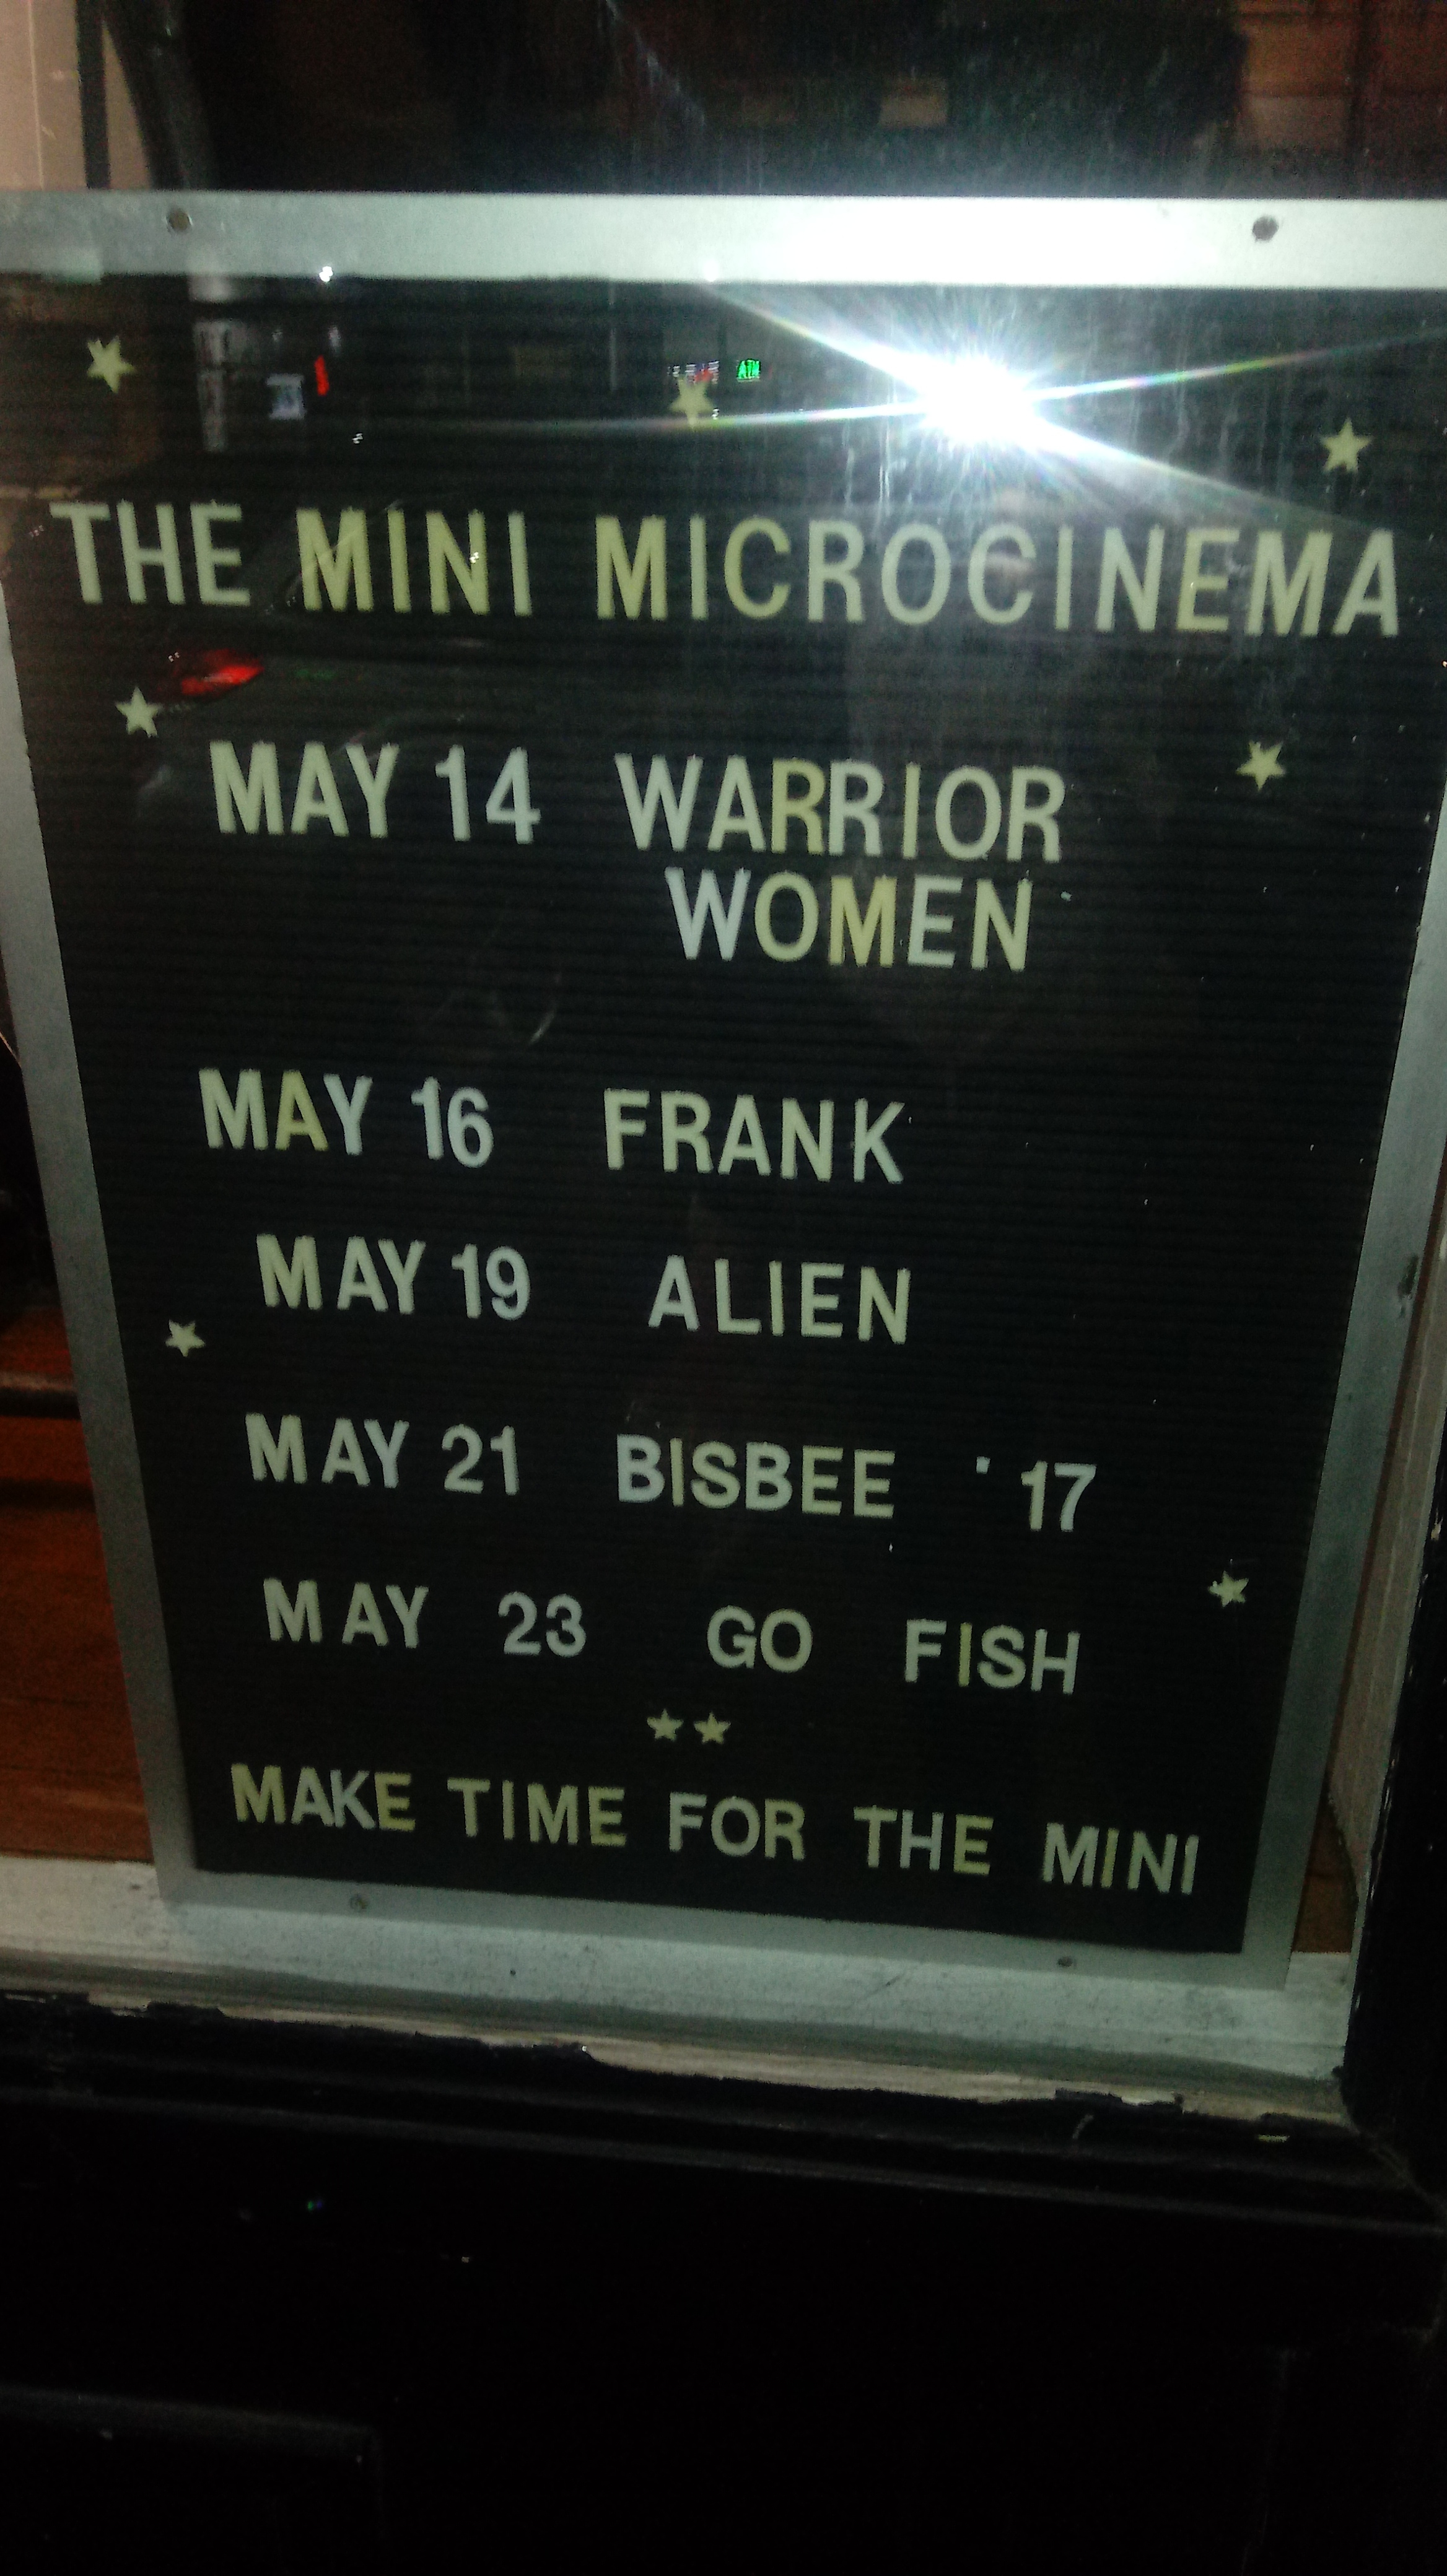 ATM
THE MINI MICROCINEMA
MAY 14 WARRIOR
WOMEN
MAY 16 FRANK
MAY 19 ALIEN
MAY 21 BISBEE '17
MAY 23 GO FISH
MAKE TIME FOR THE MINI